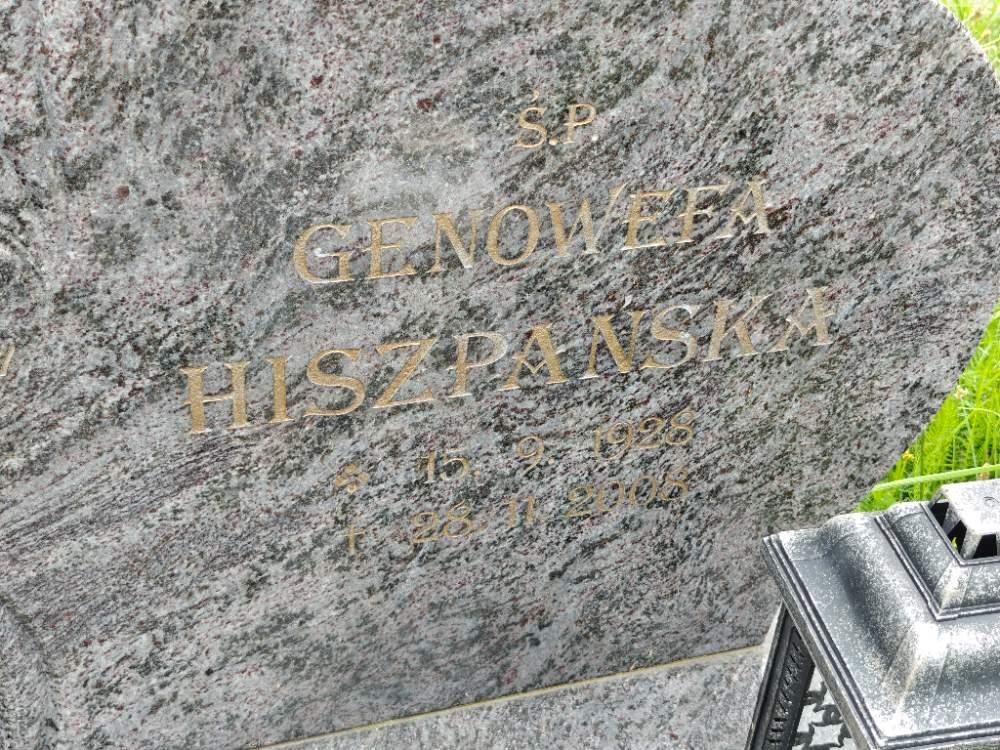 Ś.P.
GENOWEFA
HISZPAŃSKA
15. 9. 1928
† 28. 11. 2008